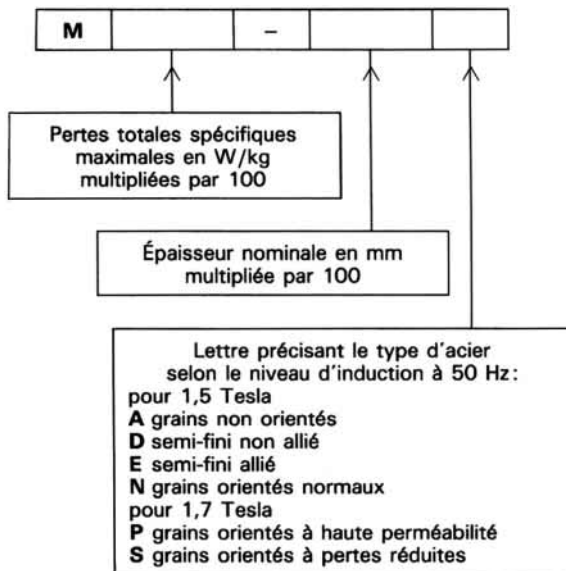 M –
Pertes totales spécifiques
maximales en W/kg
multipliées par 100
Épaisseur nominale en mm
multipliée par 100
Lettre précisant le type d'acier
selon le niveau d'induction à 50 Hz:
pour 1,5 Tesla
A grains non orientés
D semi-fini non allié
E semi-fini allié
N grains orientés normaux
pour 1,7 Tesla
P grains orientés à haute perméabilité
S grains orientés à pertes réduites